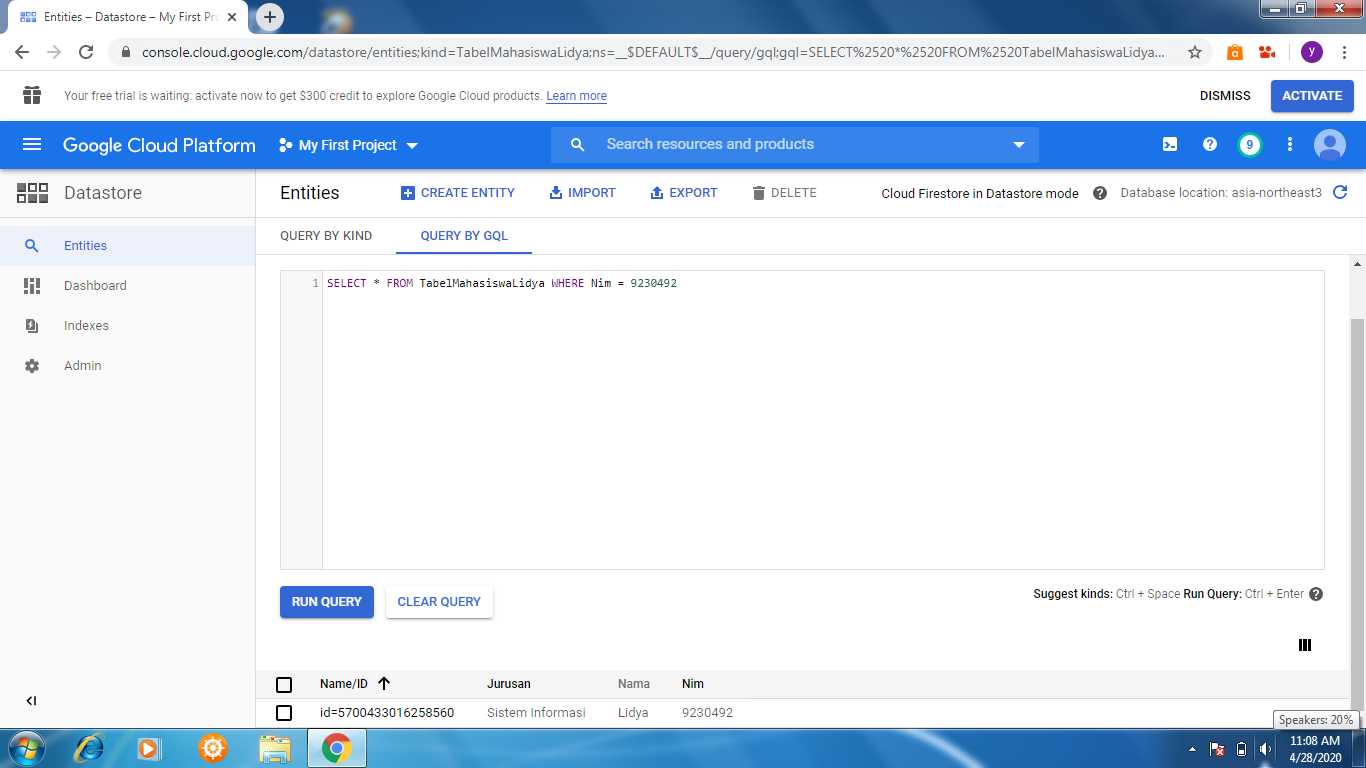 Entities – Datastore – My First Pr
console.cloud.google.com/datastore/entities;kind=TabelMahasiswaLidya;ns=__$DEFAULT$__/query/gql;gql=SELECT%2520*%2520FROM%2520TabelMahasiswaLidya...
y
Your free trial is waiting: activate now to get $300 credit to explore Google Cloud products. Learn more
DISMISS
ACTIVATE
Google Cloud Platform
My First Project
Search resources and products
9
Datastore
Entities
Dashboard
Indexes
Admin
Entities
CREATE ENTITY
IMPORT
EXPORT
DELETE
Cloud Firestore in Datastore mode
Database location: asia-northeast3
QUERY BY KIND
QUERY BY GQL
1 SELECT * FROM TabelMahasiswaLidya WHERE Nim = 9230492
RUN QUERY
CLEAR QUERY
Suggest kinds: Ctrl + Space Run Query: Ctrl + Enter
Name/ID Jurusan Nama Nim
id=5700433016258560 Sistem Informasi Lidya 9230492
Speakers: 20%
11:08 AM
4/28/2020